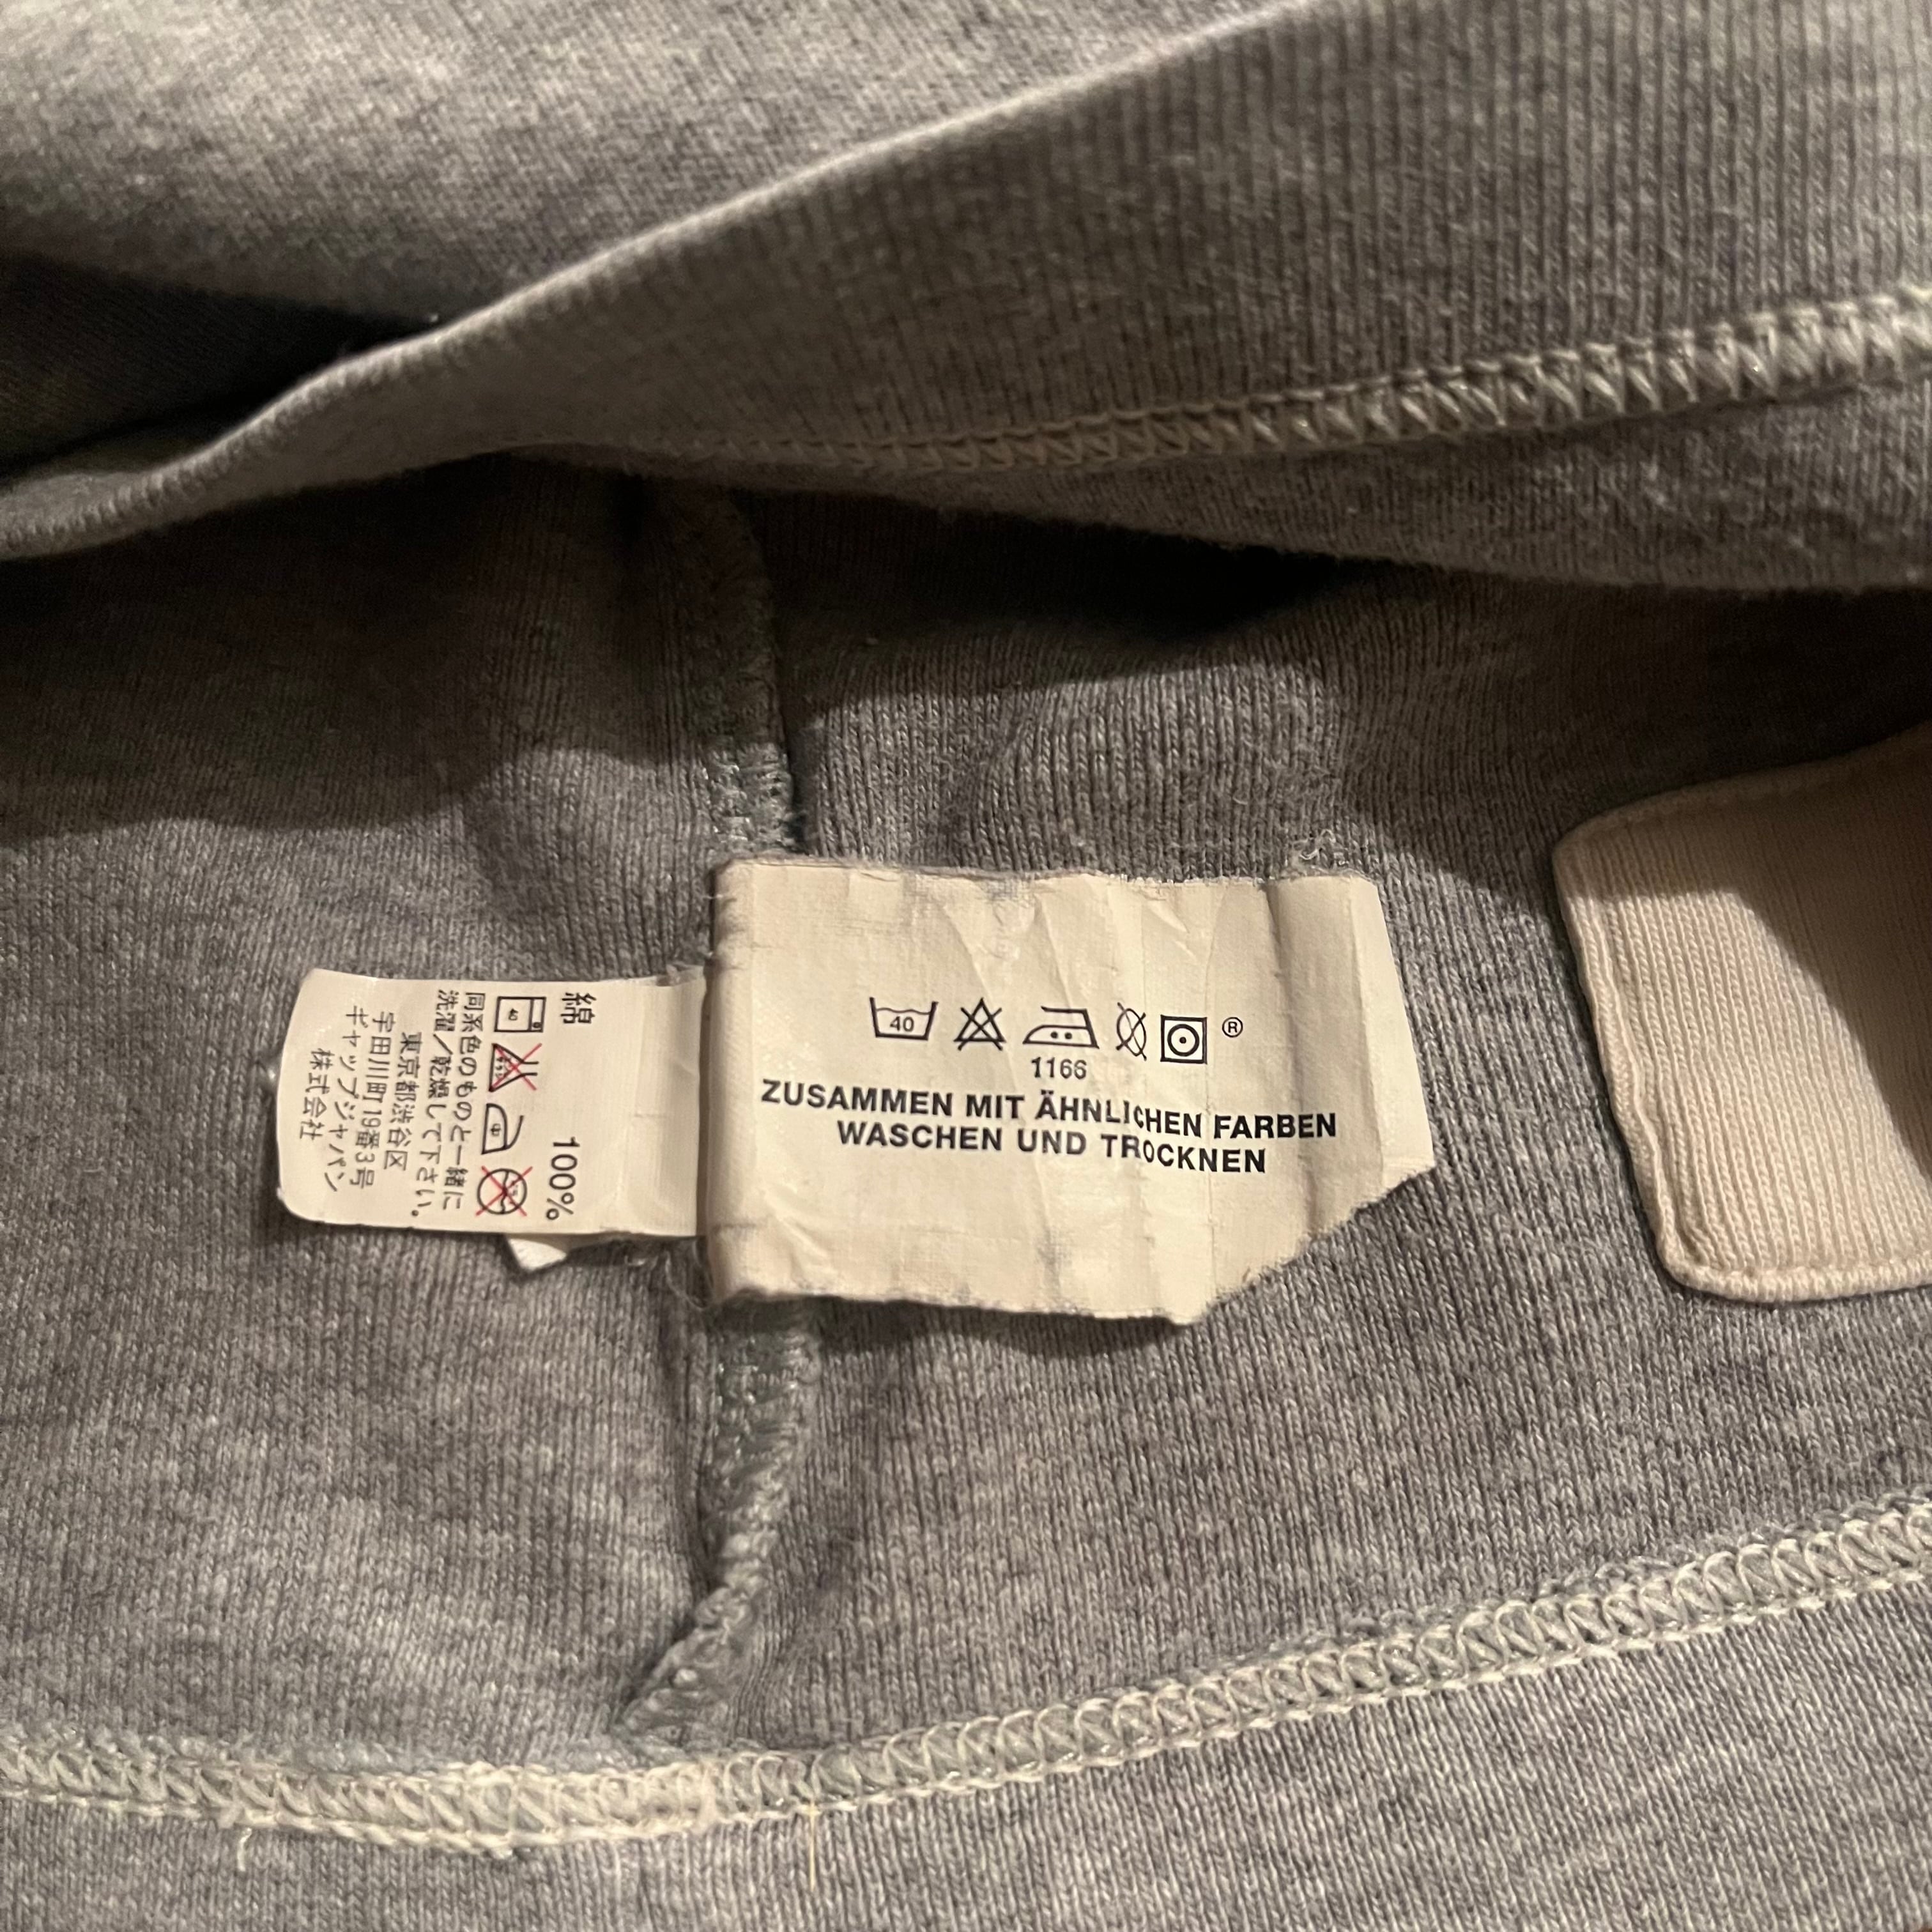 綿 100%
40
同系色のものと一緒に
洗濯／乾燥して下さい。
東京都渋谷区
宇田川町19番3号
ギャップジャパン
株式会社
40
®
1166
ZUSAMMEN MIT ÄHNLICHEN FARBEN
WASCHEN UND TROCKNEN